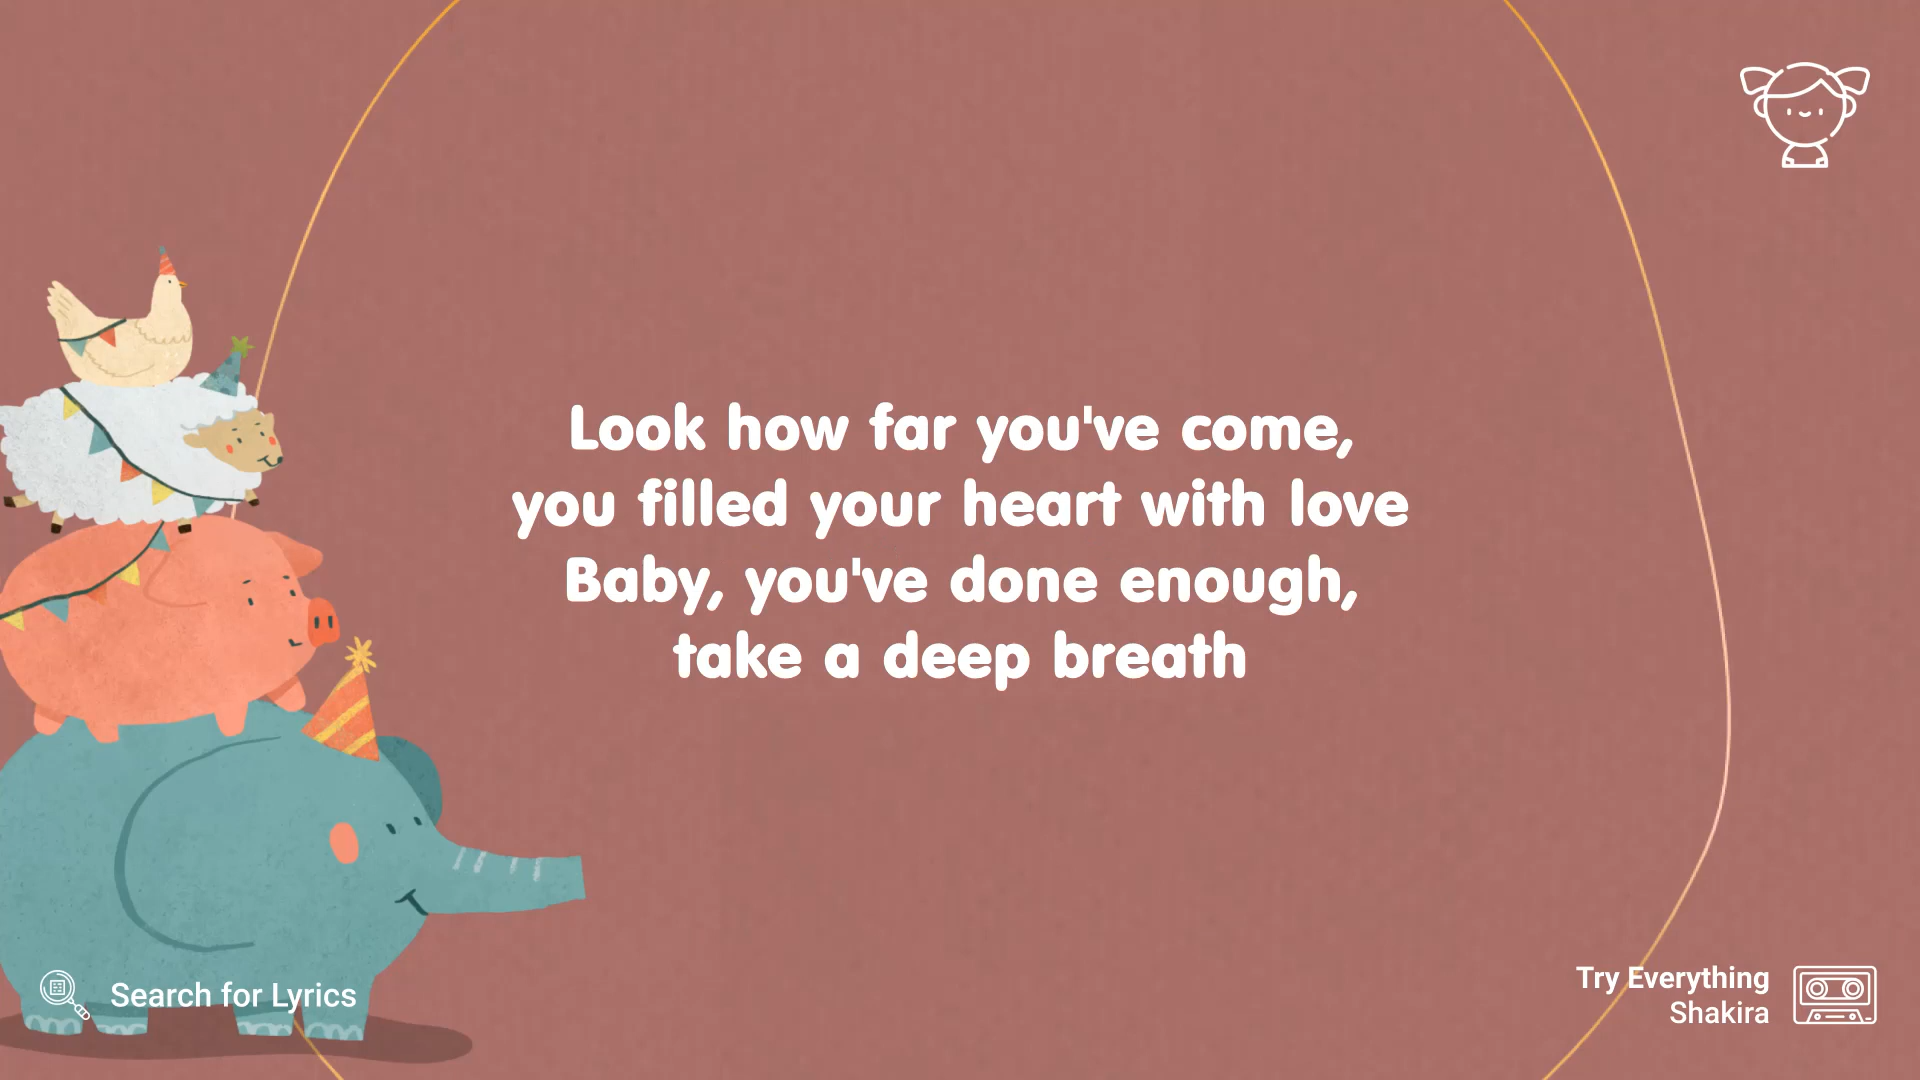 Look how far you've come,
you filled your heart with love
Baby, you've done enough,
take a deep breath
Search for Lyrics
Try Everything
Shakira